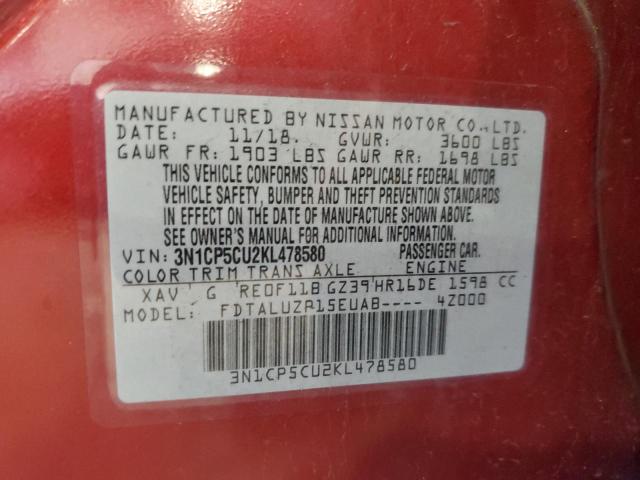 MANUFACTURED BY NISSAN MOTOR CO.,LTD.
DATE: 11/18. GVWR: 3600 LBS
GAWR FR: 1903 LBS GAWR RR: 1698 LBS
THIS VEHICLE CONFORMS TO ALL APPLICABLE FEDERAL MOTOR
VEHICLE SAFETY, BUMPER AND THEFT PREVENTION STANDARDS
IN EFFECT ON THE DATE OF MANUFACTURE SHOWN ABOVE.
SEE OWNER'S MANUAL FOR ADDITIONAL INFORMATION.
VIN: 3N1CP5CU2KL478580 PASSENGER CAR.
COLOR TRIM TRANS AXLE ENGINE
XAV G RE0F11B GZ39 HR16DE 1598 CC
MODEL: FDTALUZP15EUAB---- 4Z000
3N1CP5CU2KL478580